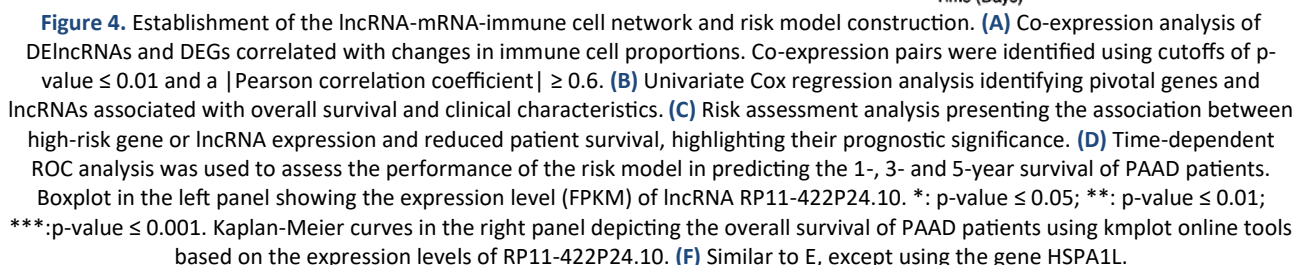 Figure 4. Establishment of the lncRNA-mRNA-immune cell network and risk model construction. (A) Co-expression analysis of
DElncRNAs and DEGs correlated with changes in immune cell proportions. Co-expression pairs were identified using cutoffs of p-
value ≤ 0.01 and a |Pearson correlation coefficient| ≥ 0.6. (B) Univariate Cox regression analysis identifying pivotal genes and
lncRNAs associated with overall survival and clinical characteristics. (C) Risk assessment analysis presenting the association between
high-risk gene or lncRNA expression and reduced patient survival, highlighting their prognostic significance. (D) Time-dependent
ROC analysis was used to assess the performance of the risk model in predicting the 1-, 3- and 5-year survival of PAAD patients.
Boxplot in the left panel showing the expression level (FPKM) of lncRNA RP11-422P24.10. *: p-value ≤ 0.05; **: p-value ≤ 0.01;
***:p-value ≤ 0.001. Kaplan-Meier curves in the right panel depicting the overall survival of PAAD patients using kmplot online tools
based on the expression levels of RP11-422P24.10. (F) Similar to E, except using the gene HSPA1L.